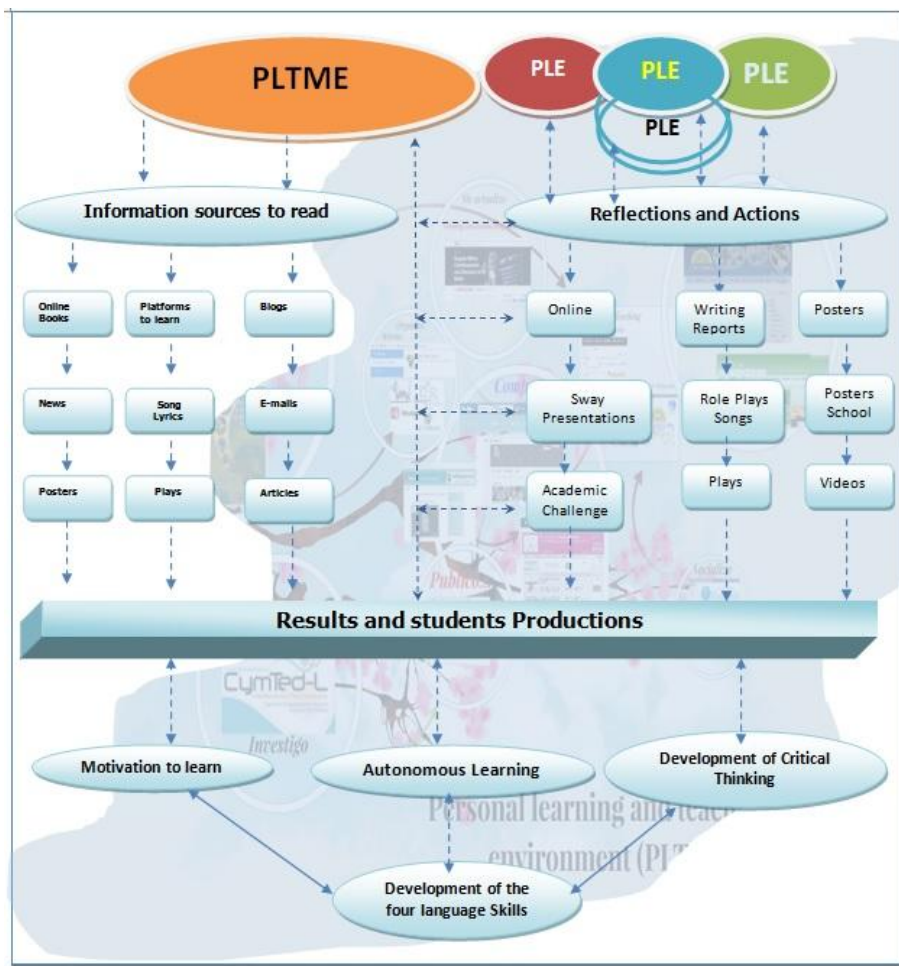 PLTME
PLE
PLE
PLE
PLE
Information sources to read
Reflections and Actions
Online
Books
Platforms
to learn
Blogs
Online
Writing
Reports
Posters
News
Song
Lyrics
E-mails
Sway
Presentations
Role Plays
Songs
Posters
School
Posters
Plays
Articles
Academic
Challenge
Plays
Videos
Results and students Productions
CymTed-L
Investigo
Motivation to learn
Autonomous Learning
Development of Critical
Thinking
Personal learning and
environment
Development of the
four language Skills